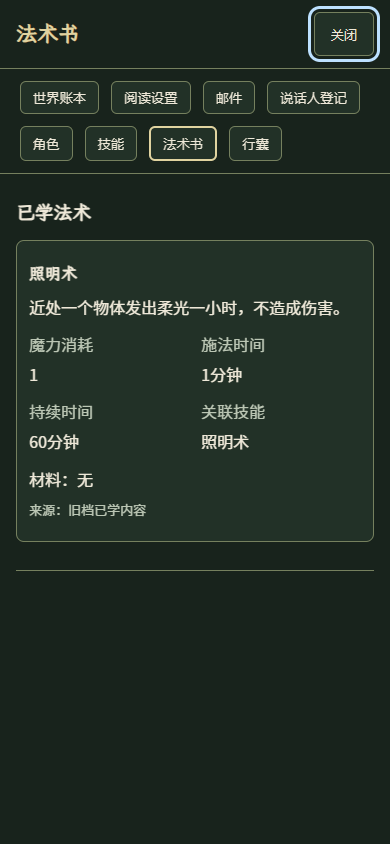 法术书 关闭
世界账本 阅读设置 邮件 说话人登记
角色 技能 法术书 行囊
已学法术
照明术
近处一个物体发出柔光一小时，不造成伤害。
魔力消耗 施法时间
1 1分钟
持续时间 关联技能
60分钟 照明术
材料：无
来源：旧档已学内容